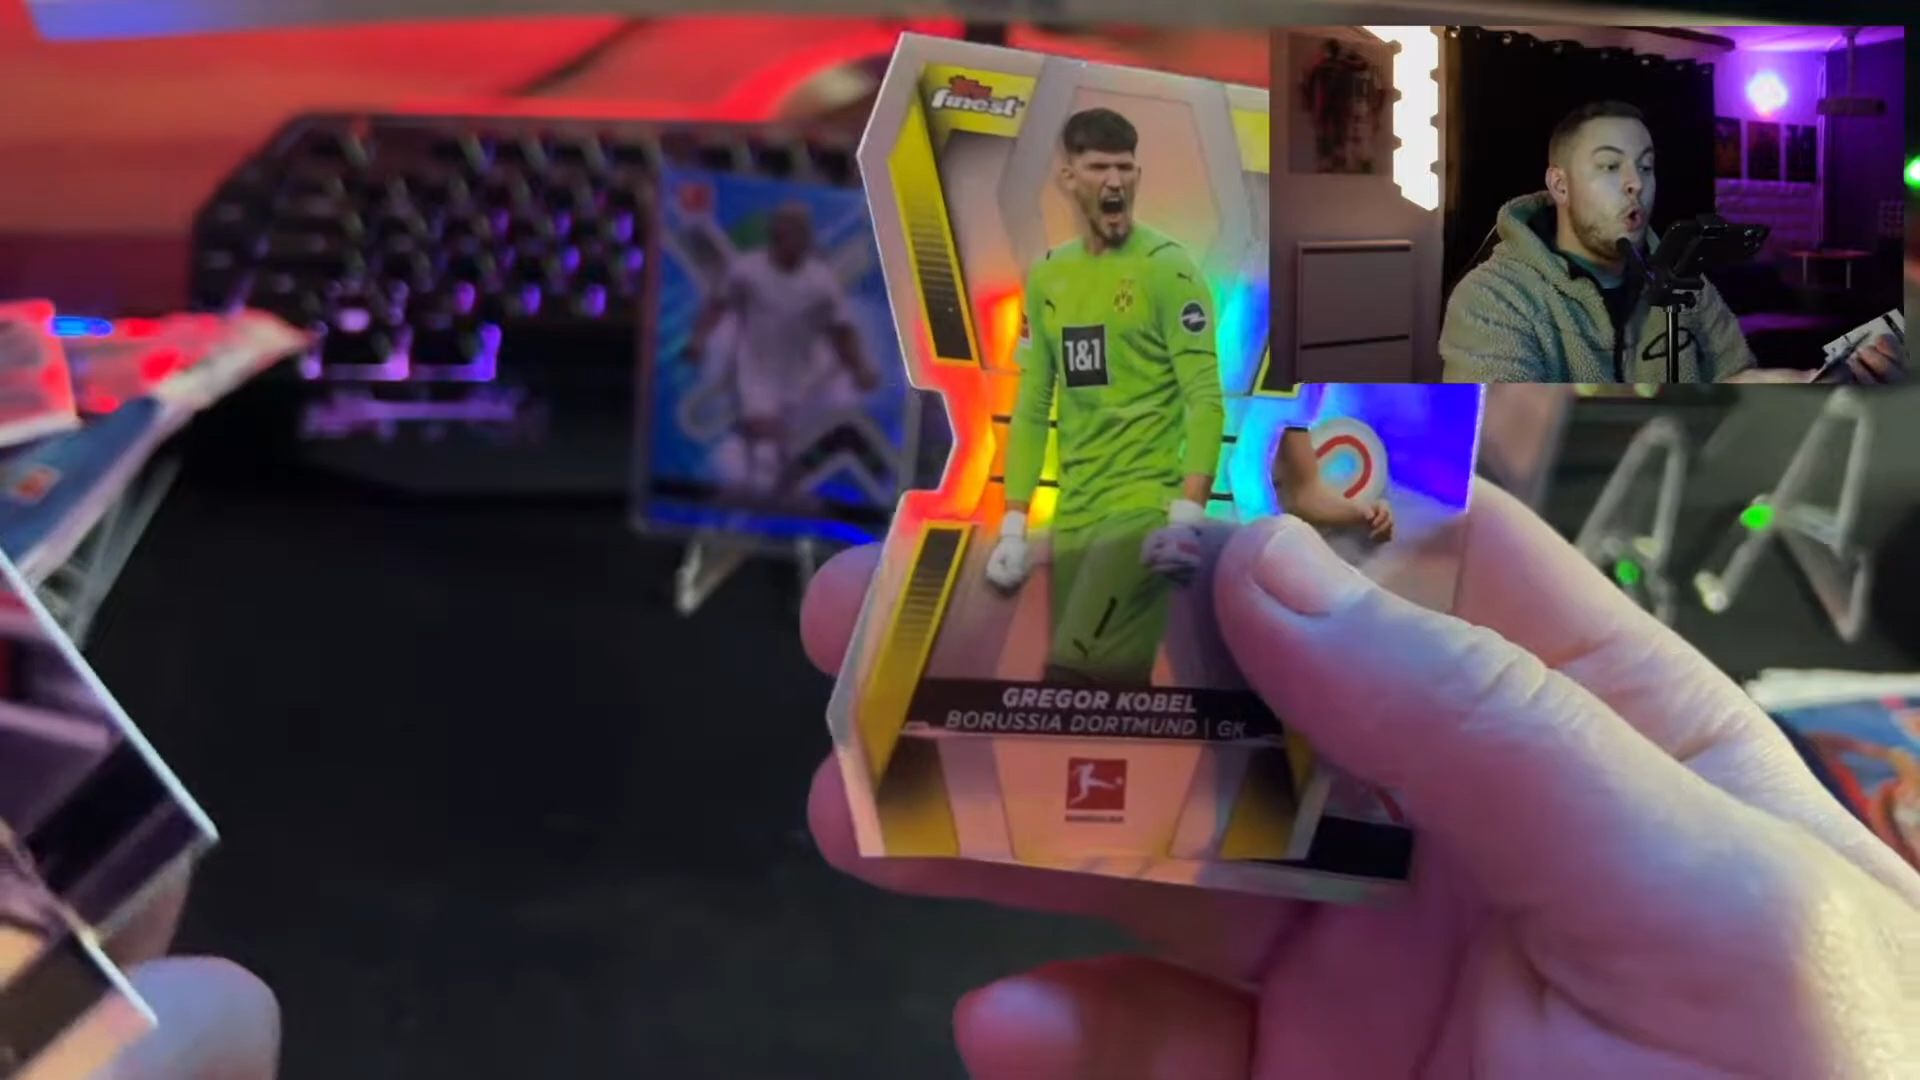 Topps
finest
1&1
GREGOR KOBEL
BORUSSIA DORTMUND | GK